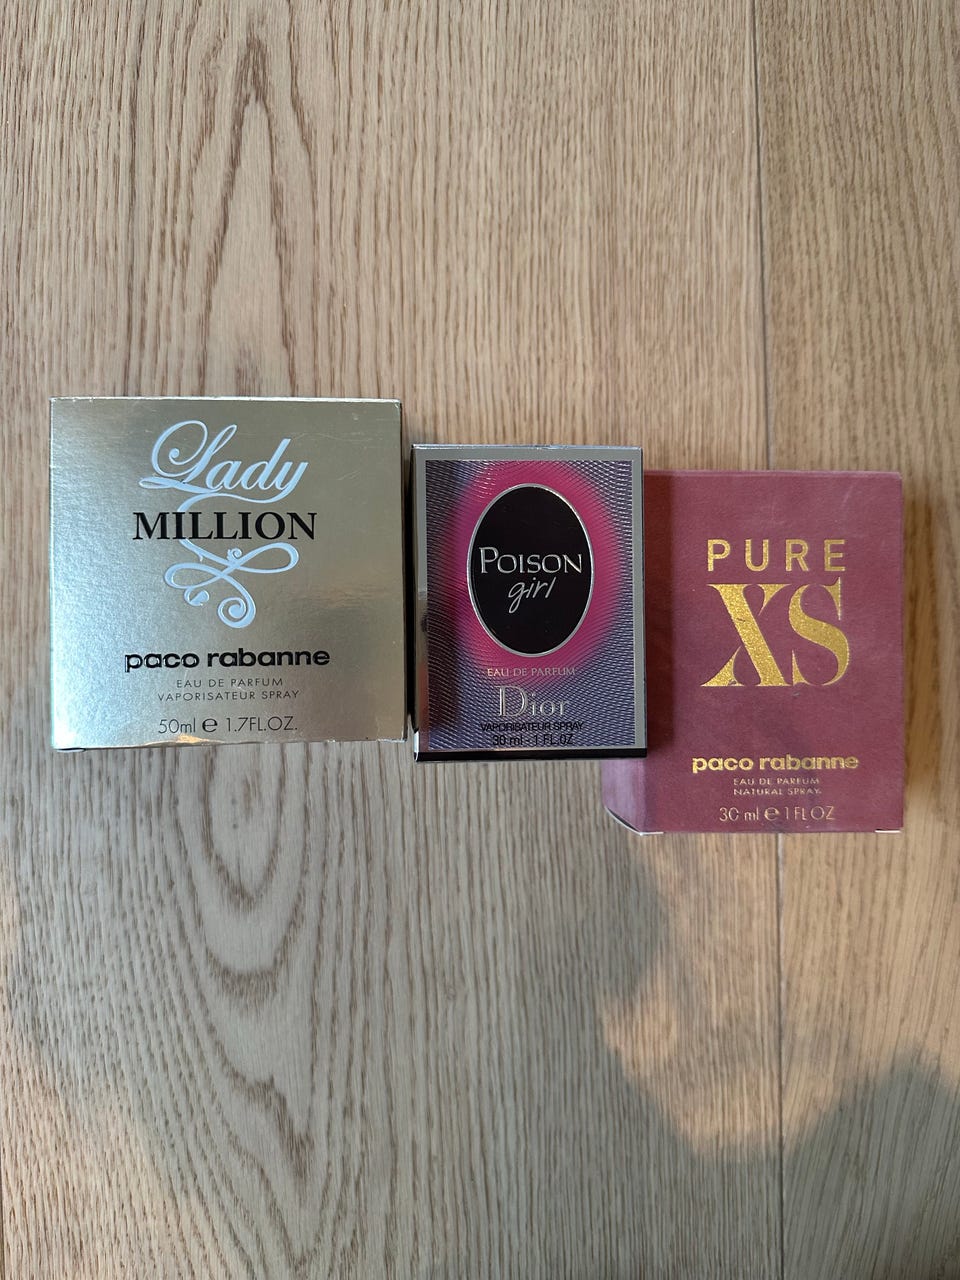 Lady
MILLION
paco rabanne
EAU DE PARFUM
VAPORISATEUR SPRAY
50ml e 1.7FL.OZ.
POISON
girl
EAU DE PARFUM
Dior
VAPORISATEUR SPRAY
30 ml - 1 FL.OZ
PURE
XS
paco rabanne
EAU DE PARFUM
NATURAL SPRAY
30 ml e 1 FL OZ